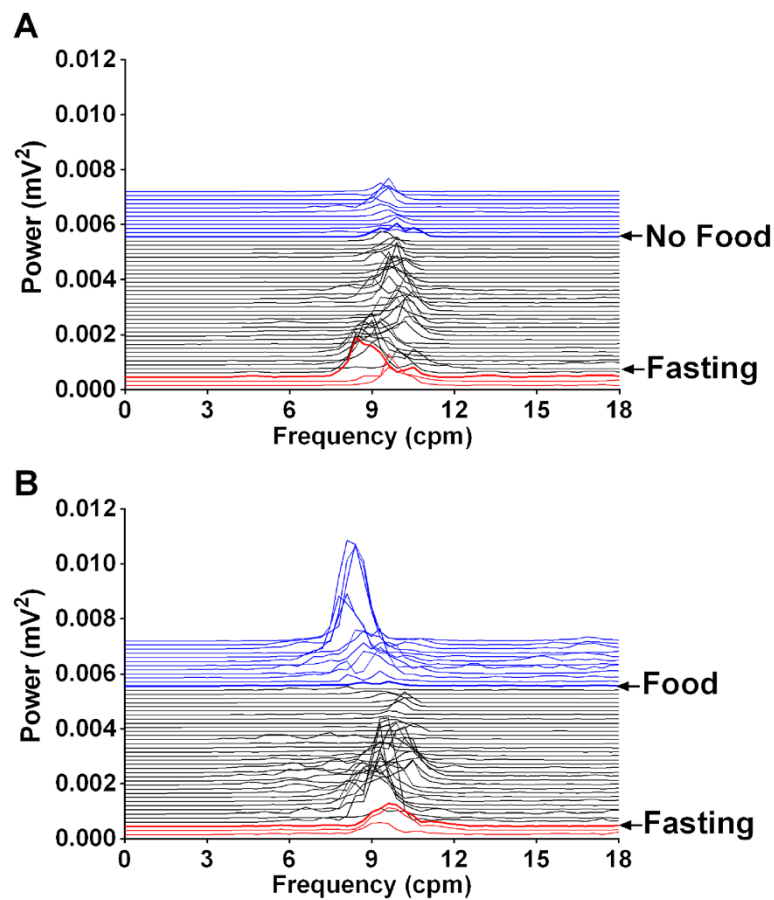 A
0.012
0.010
0.008
0.006
0.004
0.002
0.000
Power (mV²)
No Food
Fasting
0 3 6 9 12 15 18
Frequency (cpm)
B
0.012
0.010
0.008
0.006
0.004
0.002
0.000
Power (mV²)
Food
Fasting
0 3 6 9 12 15 18
Frequency (cpm)